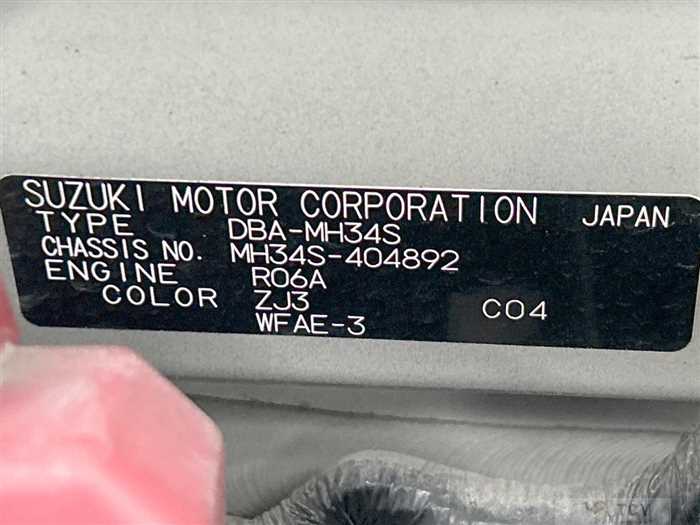 SUZUKI MOTOR CORPORATION JAPAN
TYPE DBA-MH34S
CHASSIS NO. MH34S-404892
ENGINE R06A
COLOR ZJ3 C04
WFAE-3